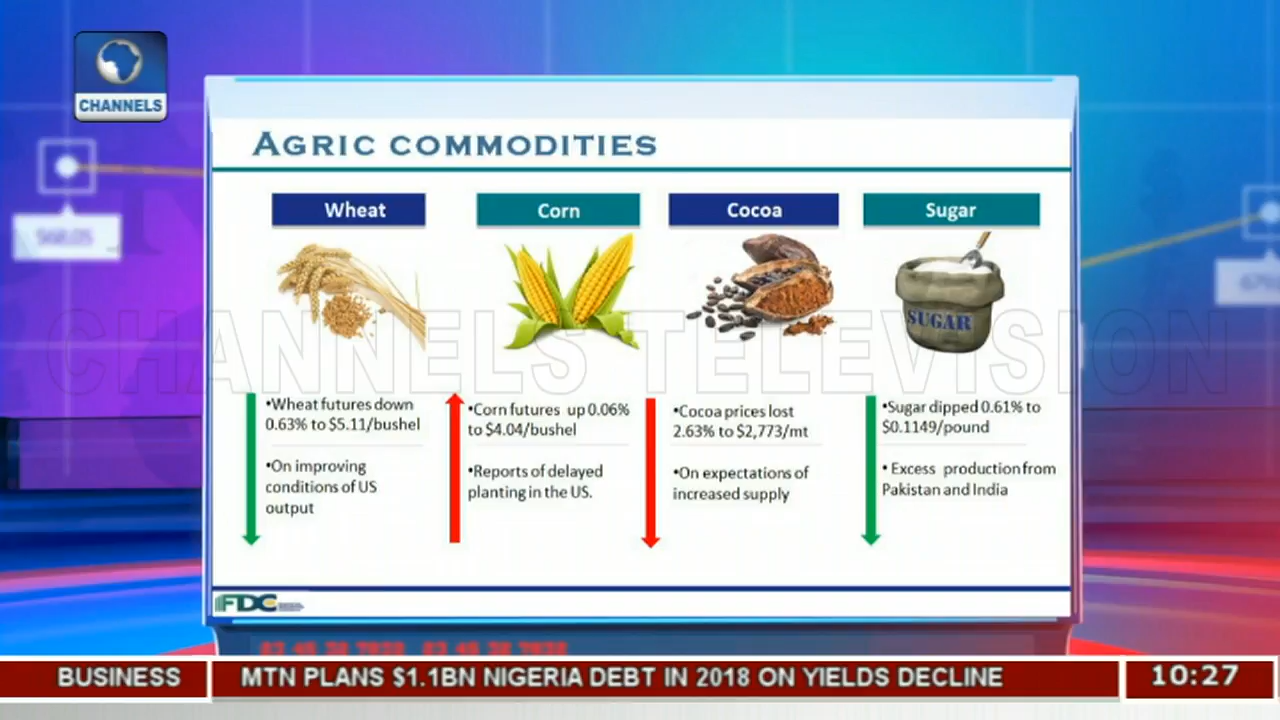 CHANNELS
AGRIC COMMODITIES
Wheat
Corn
Cocoa
Sugar
SUGAR
CHANNELS TELEVISION
•Wheat futures down
0.63% to $5.11/bushel
•On improving
conditions of US
output
•Corn futures up 0.06%
to $4.04/bushel
•Reports of delayed
planting in the US.
•Cocoa prices lost
2.63% to $2,773/mt
•On expectations of
increased supply
•Sugar dipped 0.61% to
$0.1149/pound
• Excess production from
Pakistan and India
FDC
BUSINESS
MTN PLANS $1.1BN NIGERIA DEBT IN 2018 ON YIELDS DECLINE
10:27